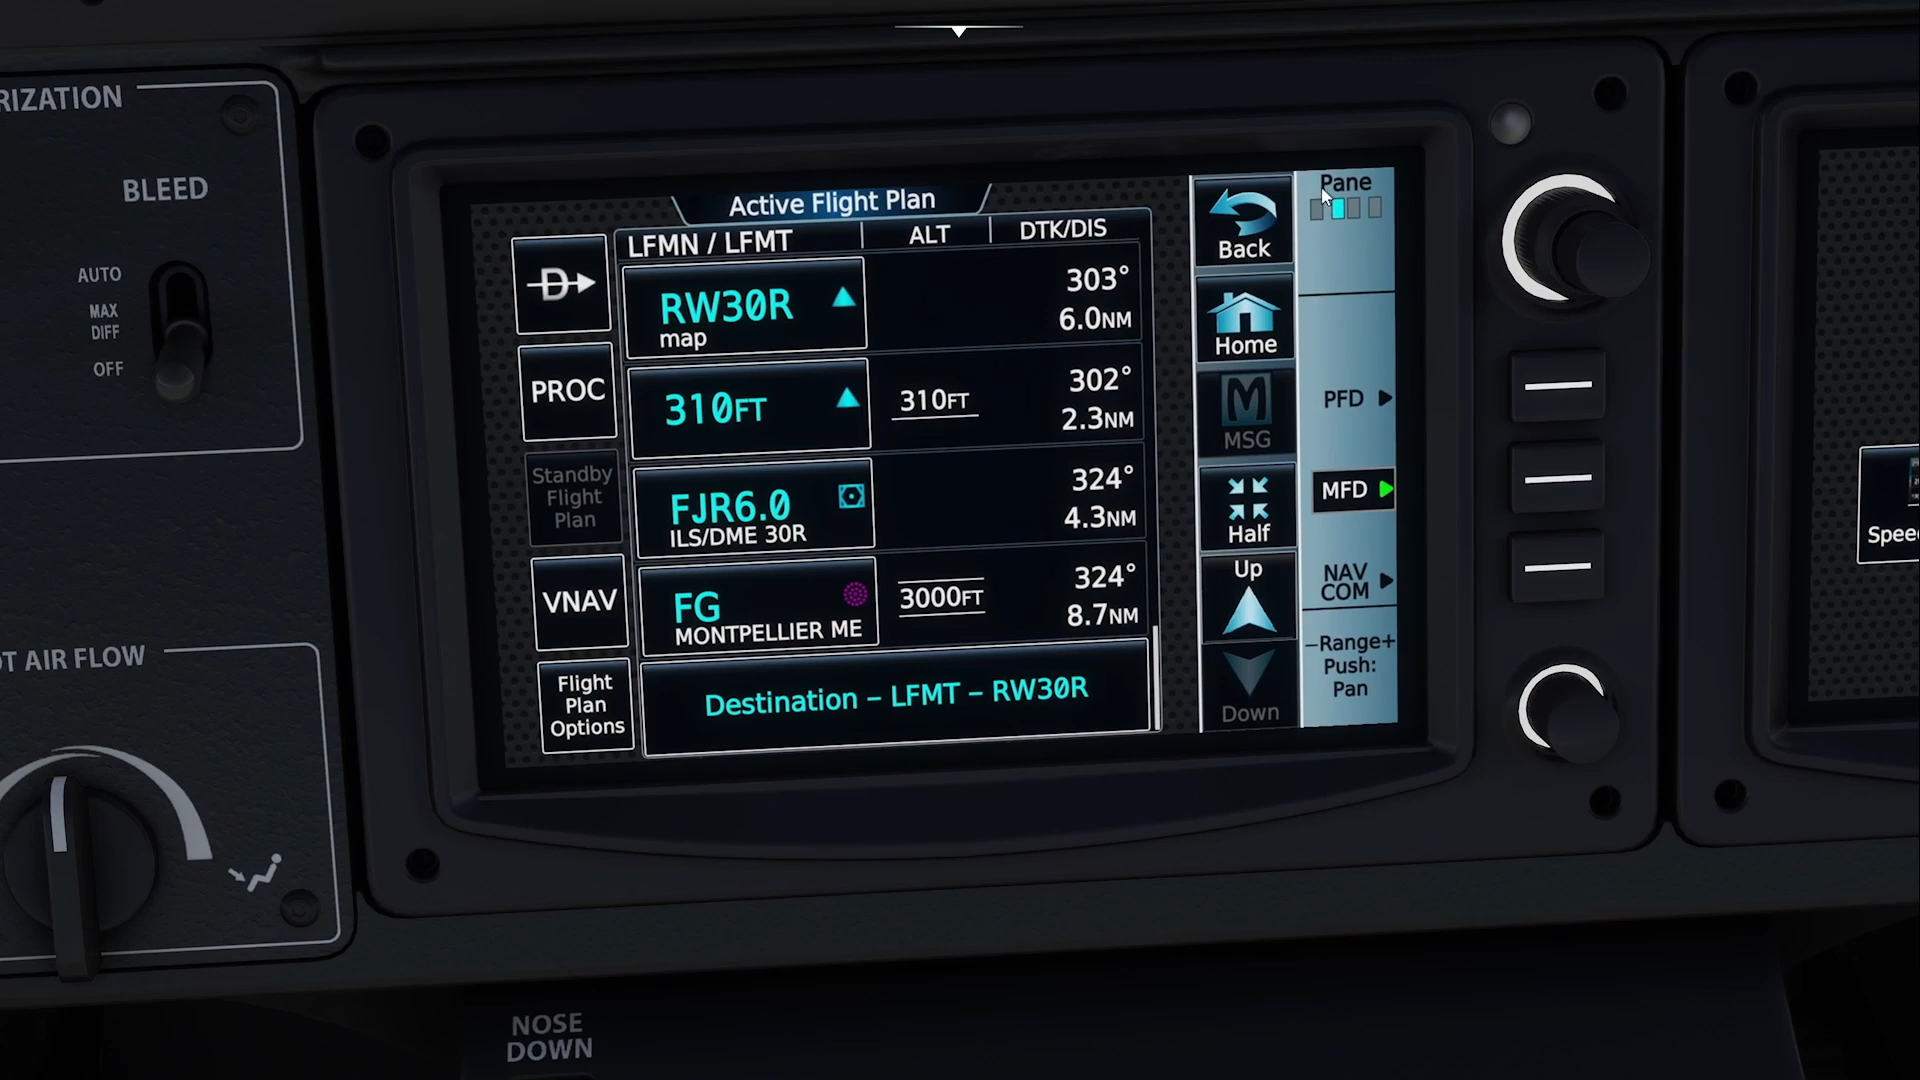 RIZATION
BLEED
AUTO
MAX
DIFF
OFF
T AIR FLOW
NOSE
DOWN
Active Flight Plan
LFMN / LFMT
ALT
DTK/DIS
D
PROC
Standby
Flight
Plan
VNAV
Flight
Plan
Options
RW30R
map
303°
6.0NM
310FT
310FT
302°
2.3NM
FJR6.0
ILS/DME 30R
324°
4.3NM
FG
MONTPELLIER ME
3000FT
324°
8.7NM
Destination – LFMT – RW30R
Back
Home
M
MSG
Half
Up
Down
Pane
PFD
MFD
NAV
COM
–Range+
Push:
Pan
Spee